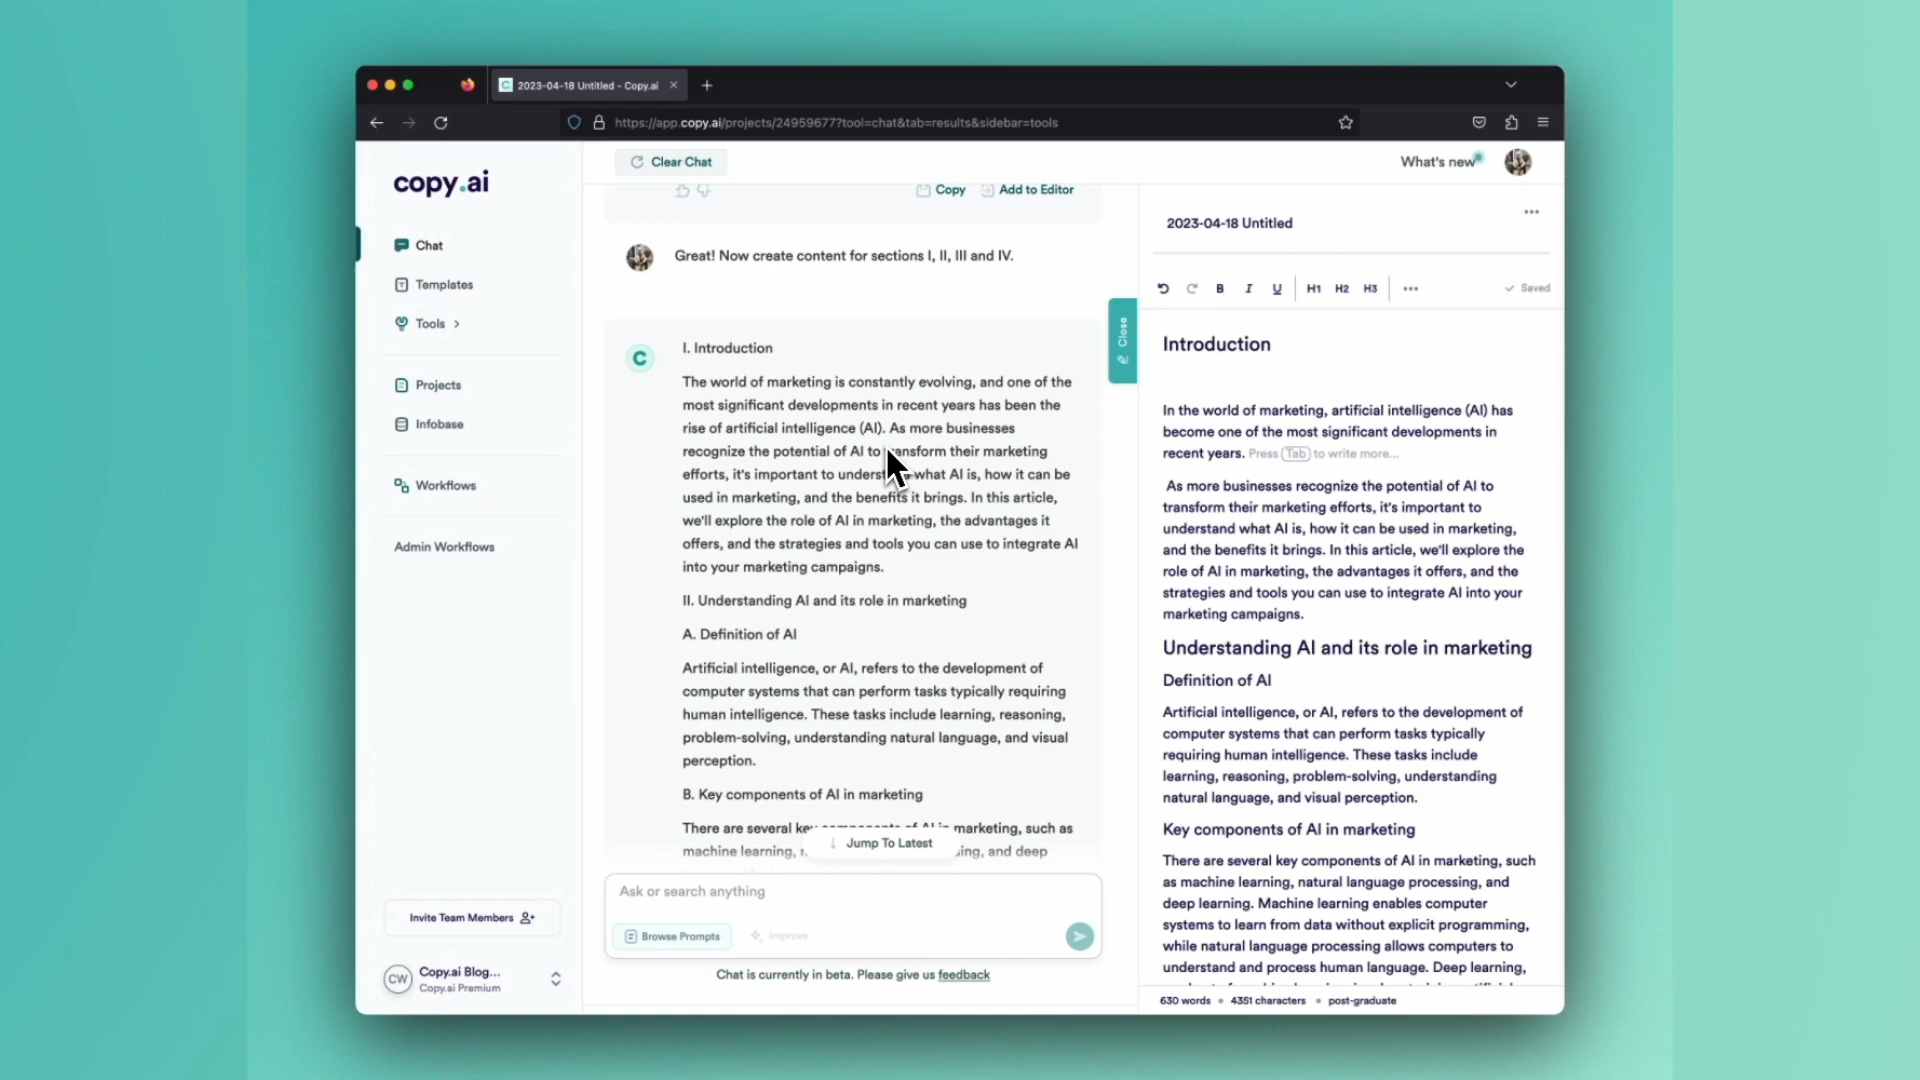 2023-04-18 Untitled - Copy.ai
https://app.copy.ai/projects/24959677?tool=chat&tab=results&sidebar=tools
copy.ai
Chat
Templates
Tools
Projects
Infobase
Workflows
Admin Workflows
Invite Team Members
CW
Copy.ai Blog...
Copy.ai Premium
Clear Chat
What's new
Copy
Add to Editor
Great! Now create content for sections I, II, III and IV.
C
I. Introduction
The world of marketing is constantly evolving, and one of the
most significant developments in recent years has been the
rise of artificial intelligence (AI). As more businesses
recognize the potential of AI to transform their marketing
efforts, it's important to understand what AI is, how it can be
used in marketing, and the benefits it brings. In this article,
we'll explore the role of AI in marketing, the advantages it
offers, and the strategies and tools you can use to integrate AI
into your marketing campaigns.
II. Understanding AI and its role in marketing
A. Definition of AI
Artificial intelligence, or AI, refers to the development of
computer systems that can perform tasks typically requiring
human intelligence. These tasks include learning, reasoning,
problem-solving, understanding natural language, and visual
perception.
B. Key components of AI in marketing
There are several key components of AI in marketing, such as
machine learning, ing, and deep
Jump To Latest
Ask or search anything
Browse Prompts
Improve
Chat is currently in beta. Please give us feedback
Close
2023-04-18 Untitled
B I U H1 H2 H3
Saved
Introduction
In the world of marketing, artificial intelligence (AI) has
become one of the most significant developments in
recent years. Press Tab to write more...
As more businesses recognize the potential of AI to
transform their marketing efforts, it's important to
understand what AI is, how it can be used in marketing,
and the benefits it brings. In this article, we'll explore the
role of AI in marketing, the advantages it offers, and the
strategies and tools you can use to integrate AI into your
marketing campaigns.
Understanding AI and its role in marketing
Definition of AI
Artificial intelligence, or AI, refers to the development of
computer systems that can perform tasks typically
requiring human intelligence. These tasks include
learning, reasoning, problem-solving, understanding
natural language, and visual perception.
Key components of AI in marketing
There are several key components of AI in marketing, such
as machine learning, natural language processing, and
deep learning. Machine learning enables computer
systems to learn from data without explicit programming,
while natural language processing allows computers to
understand and process human language. Deep learning,
630 words • 4351 characters • post-graduate